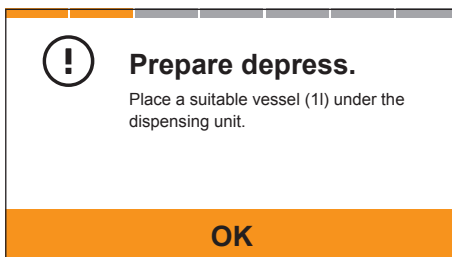 Prepare depress.
Place a suitable vessel (1l) under the
dispensing unit.
OK